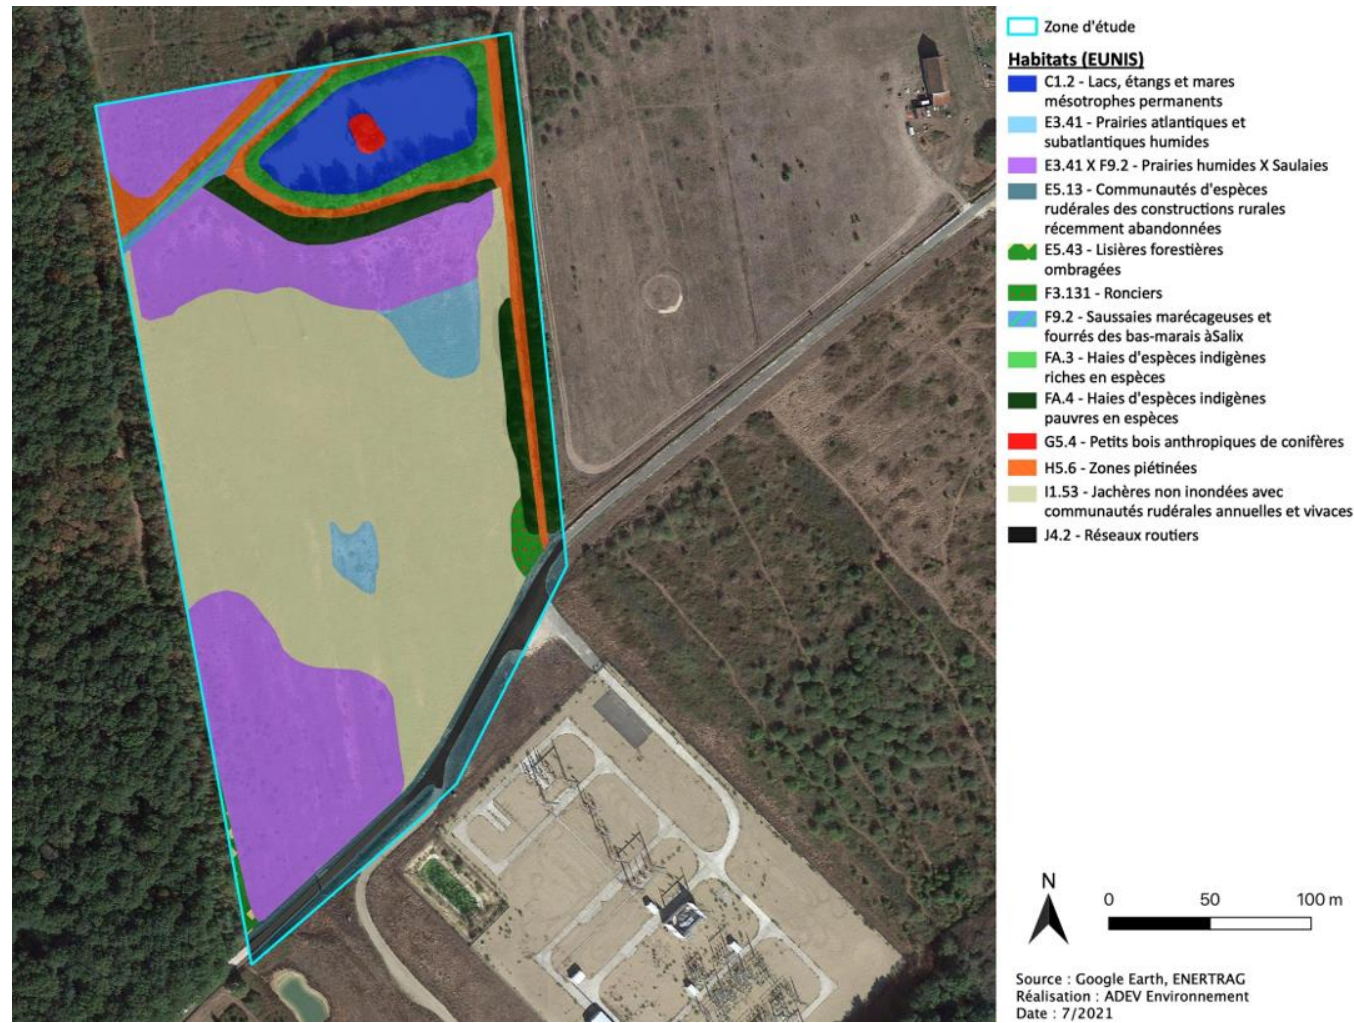 Zone d'étude
Habitats (EUNIS)
C1.2 - Lacs, étangs et mares
mésotrophes permanents
E3.41 - Prairies atlantiques et
subatlantiques humides
E3.41 X F9.2 - Prairies humides X Saulaies
E5.13 - Communautés d'espèces
rudérales des constructions rurales
récemment abandonnées
E5.43 - Lisières forestières
ombragées
F3.131 - Ronciers
F9.2 - Saussaies marécageuses et
fourrés des bas-marais àSalix
FA.3 - Haies d'espèces indigènes
riches en espèces
FA.4 - Haies d'espèces indigènes
pauvres en espèces
G5.4 - Petits bois anthropiques de conifères
H5.6 - Zones piétinées
I1.53 - Jachères non inondées avec
communautés rudérales annuelles et vivaces
J4.2 - Réseaux routiers
N
0 50 100 m
Source : Google Earth, ENERTRAG
Réalisation : ADEV Environnement
Date : 7/2021